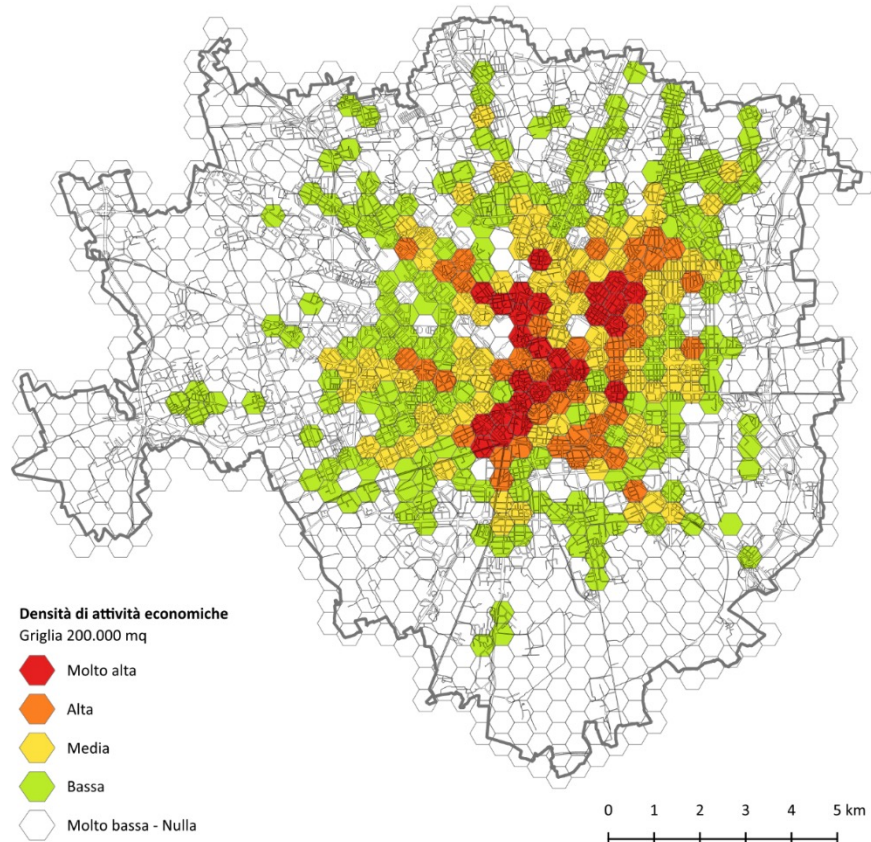 Densità di attività economiche
Griglia 200.000 mq
Molto alta
Alta
Media
Bassa
Molto bassa - Nulla
0 1 2 3 4 5 km